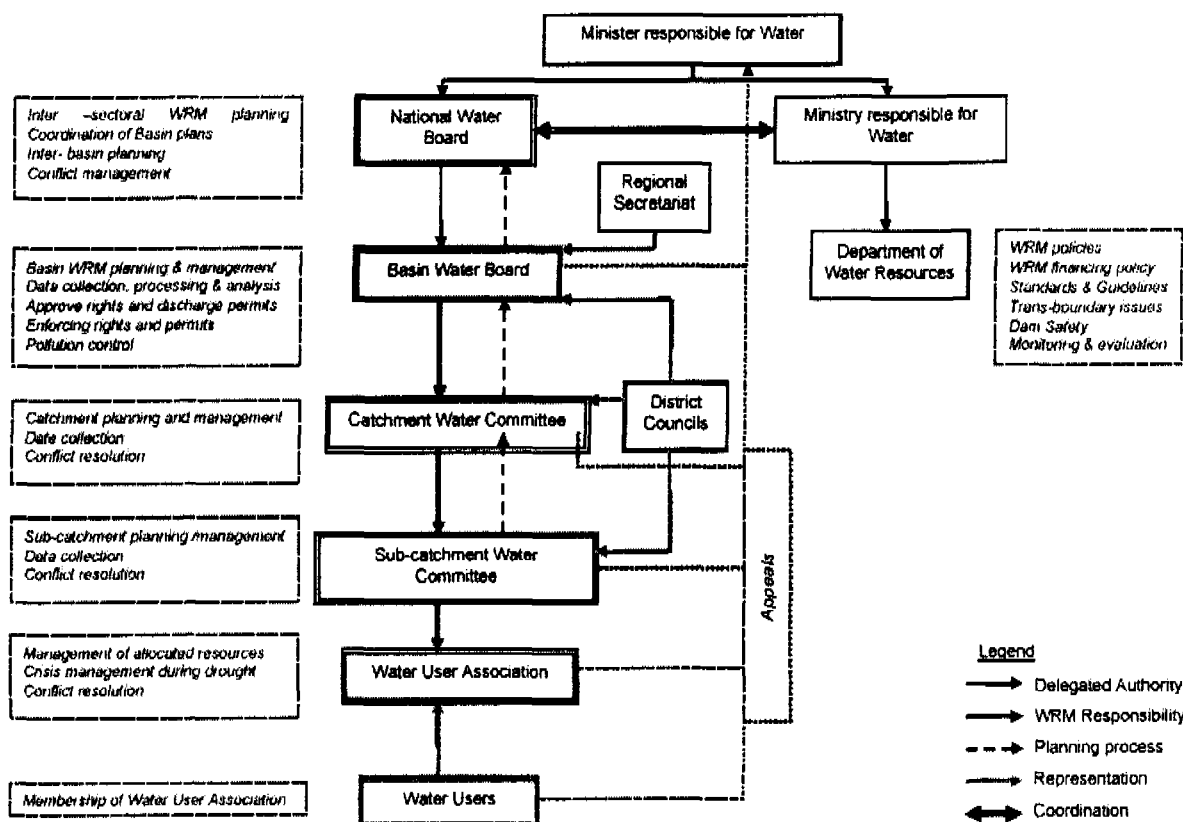 Minister responsible for Water
Inter –sectoral WRM planning
Coordination of Basin plans
Inter- basin planning
Conflict management
National Water
Board
Ministry responsible for
Water
Regional
Secretariat
Basin WRM planning & management
Data collection, processing & analysis
Approve rights and discharge permits
Enforcing rights and permits
Pollution control
Basin Water Board
Department of
Water Resources
WRM policies
WRM financing policy
Standards & Guidelines
Trans-boundary issues
Dam Safety
Monitoring & evaluation
Catchment planning and management
Date collection
Conflict resolution
Catchment Water Committee
District
Councils
Sub-catchment planning /management
Data collection
Conflict resolution
Sub-catchment Water
Committee
Appeals
Management of allocated resources
Crisis management during drought
Conflict resolution
Water User Association
Membership of Water User Association
Water Users
Legend
Delegated Authority
WRM Responsibility
Planning process
Representation
Coordination